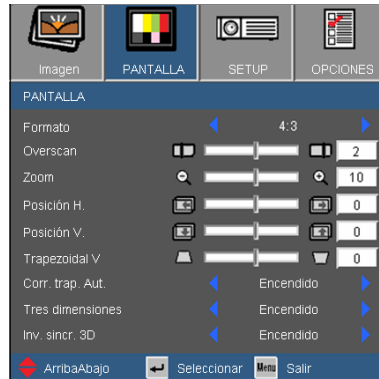 Imagen PANTALLA SETUP OPCIONES
PANTALLA
Formato 4:3
Overscan 2
Zoom 10
Posición H. 0
Posición V. 0
Trapezoidal V 0
Corr. trap. Aut. Encendido
Tres dimensiones Encendido
Inv. sincr. 3D Encendido
ArribaAbajo Seleccionar Menu Salir